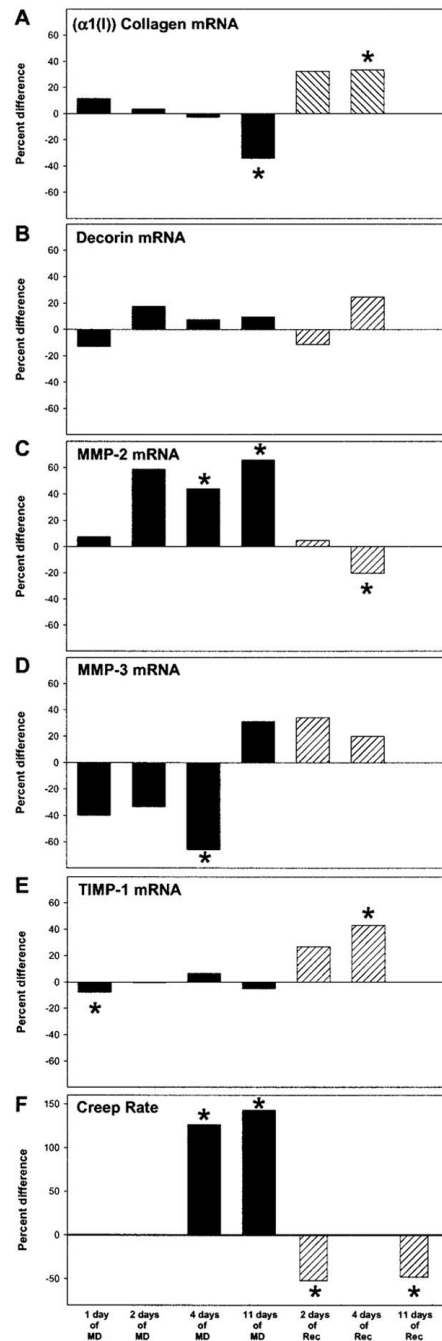 A
(α1(I)) Collagen mRNA
Percent difference
60
40
20
0
-20
-40
-60
*
*
B
Decorin mRNA
Percent difference
60
40
20
0
-20
-40
-60
C
MMP-2 mRNA
Percent difference
60
40
20
0
-20
-40
-60
*
*
*
D
MMP-3 mRNA
Percent difference
60
40
20
0
-20
-40
-60
*
E
TIMP-1 mRNA
Percent difference
60
40
20
0
-20
-40
-60
*
*
F
Creep Rate
Percent difference
150
100
50
0
-50
*
*
*
*
1 day of MD
2 days of MD
4 days of MD
11 days of MD
2 days of Rec
4 days of Rec
11 days of Rec